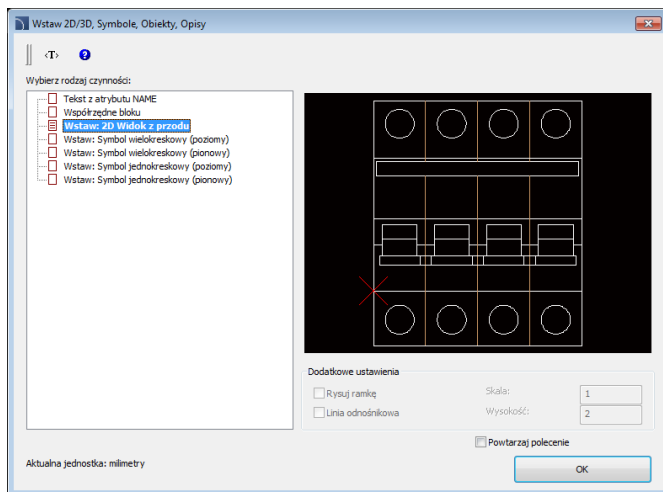 Wstaw 2D/3D, Symbole, Obiekty, Opisy
<T> ?
Wybierz rodzaj czynności:
Tekst z atrybutu NAME
Współrzędne bloku
Wstaw: 2D Widok z przodu
Wstaw: Symbol wielokreskowy (poziomy)
Wstaw: Symbol wielokreskowy (pionowy)
Wstaw: Symbol jednokreskowy (poziomy)
Wstaw: Symbol jednokreskowy (pionowy)
Dodatkowe ustawienia
Rysuj ramkę Skala: 1
Linia odnośnikowa Wysokość: 2
Powtarzaj polecenie
Aktualna jednostka: milimetry OK